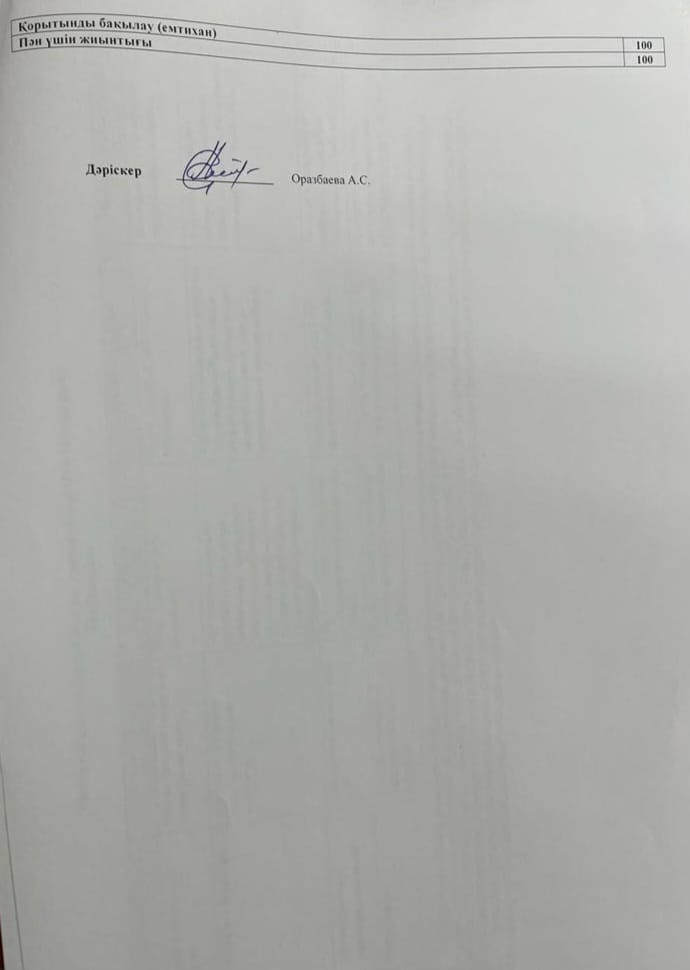 Қорытынды бақылау (емтихан) 100
Пән үшін жиынтығы 100
Дәріскер Оразбаева А.С.